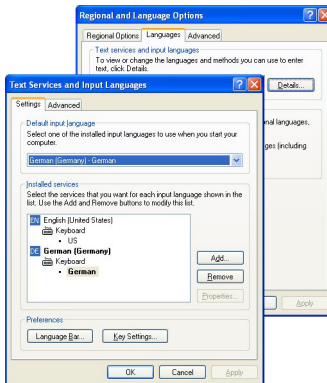 Regional and Language Options
Regional Options Languages Advanced
Text services and input languages
To view or change the languages and methods you can use to enter
text, click Details.
Details...
nal languages,
ges (including
Apply
Text Services and Input Languages
Settings Advanced
Default input language
Select one of the installed input languages to use when you start your
computer.
German (Germany) - German
Installed services
Select the services that you want for each input language shown in the
list. Use the Add and Remove buttons to modify this list.
EN English (United States)
Keyboard
• US
DE German (Germany)
Keyboard
• German
Add...
Remove
Properties...
Preferences
Language Bar... Key Settings...
OK Cancel Apply